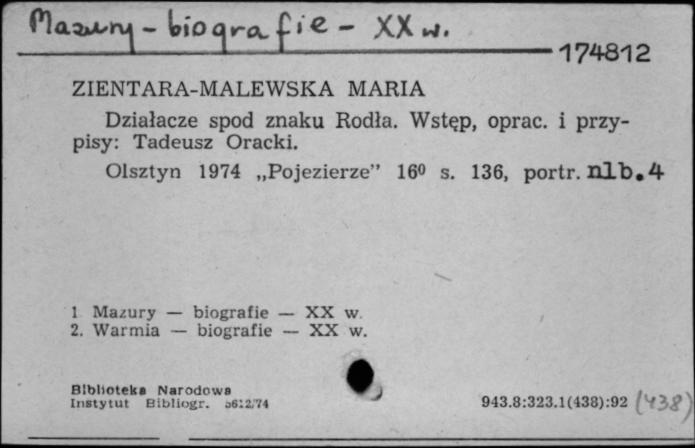 Mazury - biografie - XX w.
174812
ZIENTARA-MALEWSKA MARIA
Działacze spod znaku Rodła. Wstęp, oprac. i przy-
pisy: Tadeusz Oracki.
Olsztyn 1974 „Pojezierze” 16⁰ s. 136, portr. nlb.4
1 Mazury — biografie — XX w.
2. Warmia — biografie — XX w.
Biblioteka Narodowa
Instytut Bibliogr. 5612/74
943.8:323.1(438):92 (438)